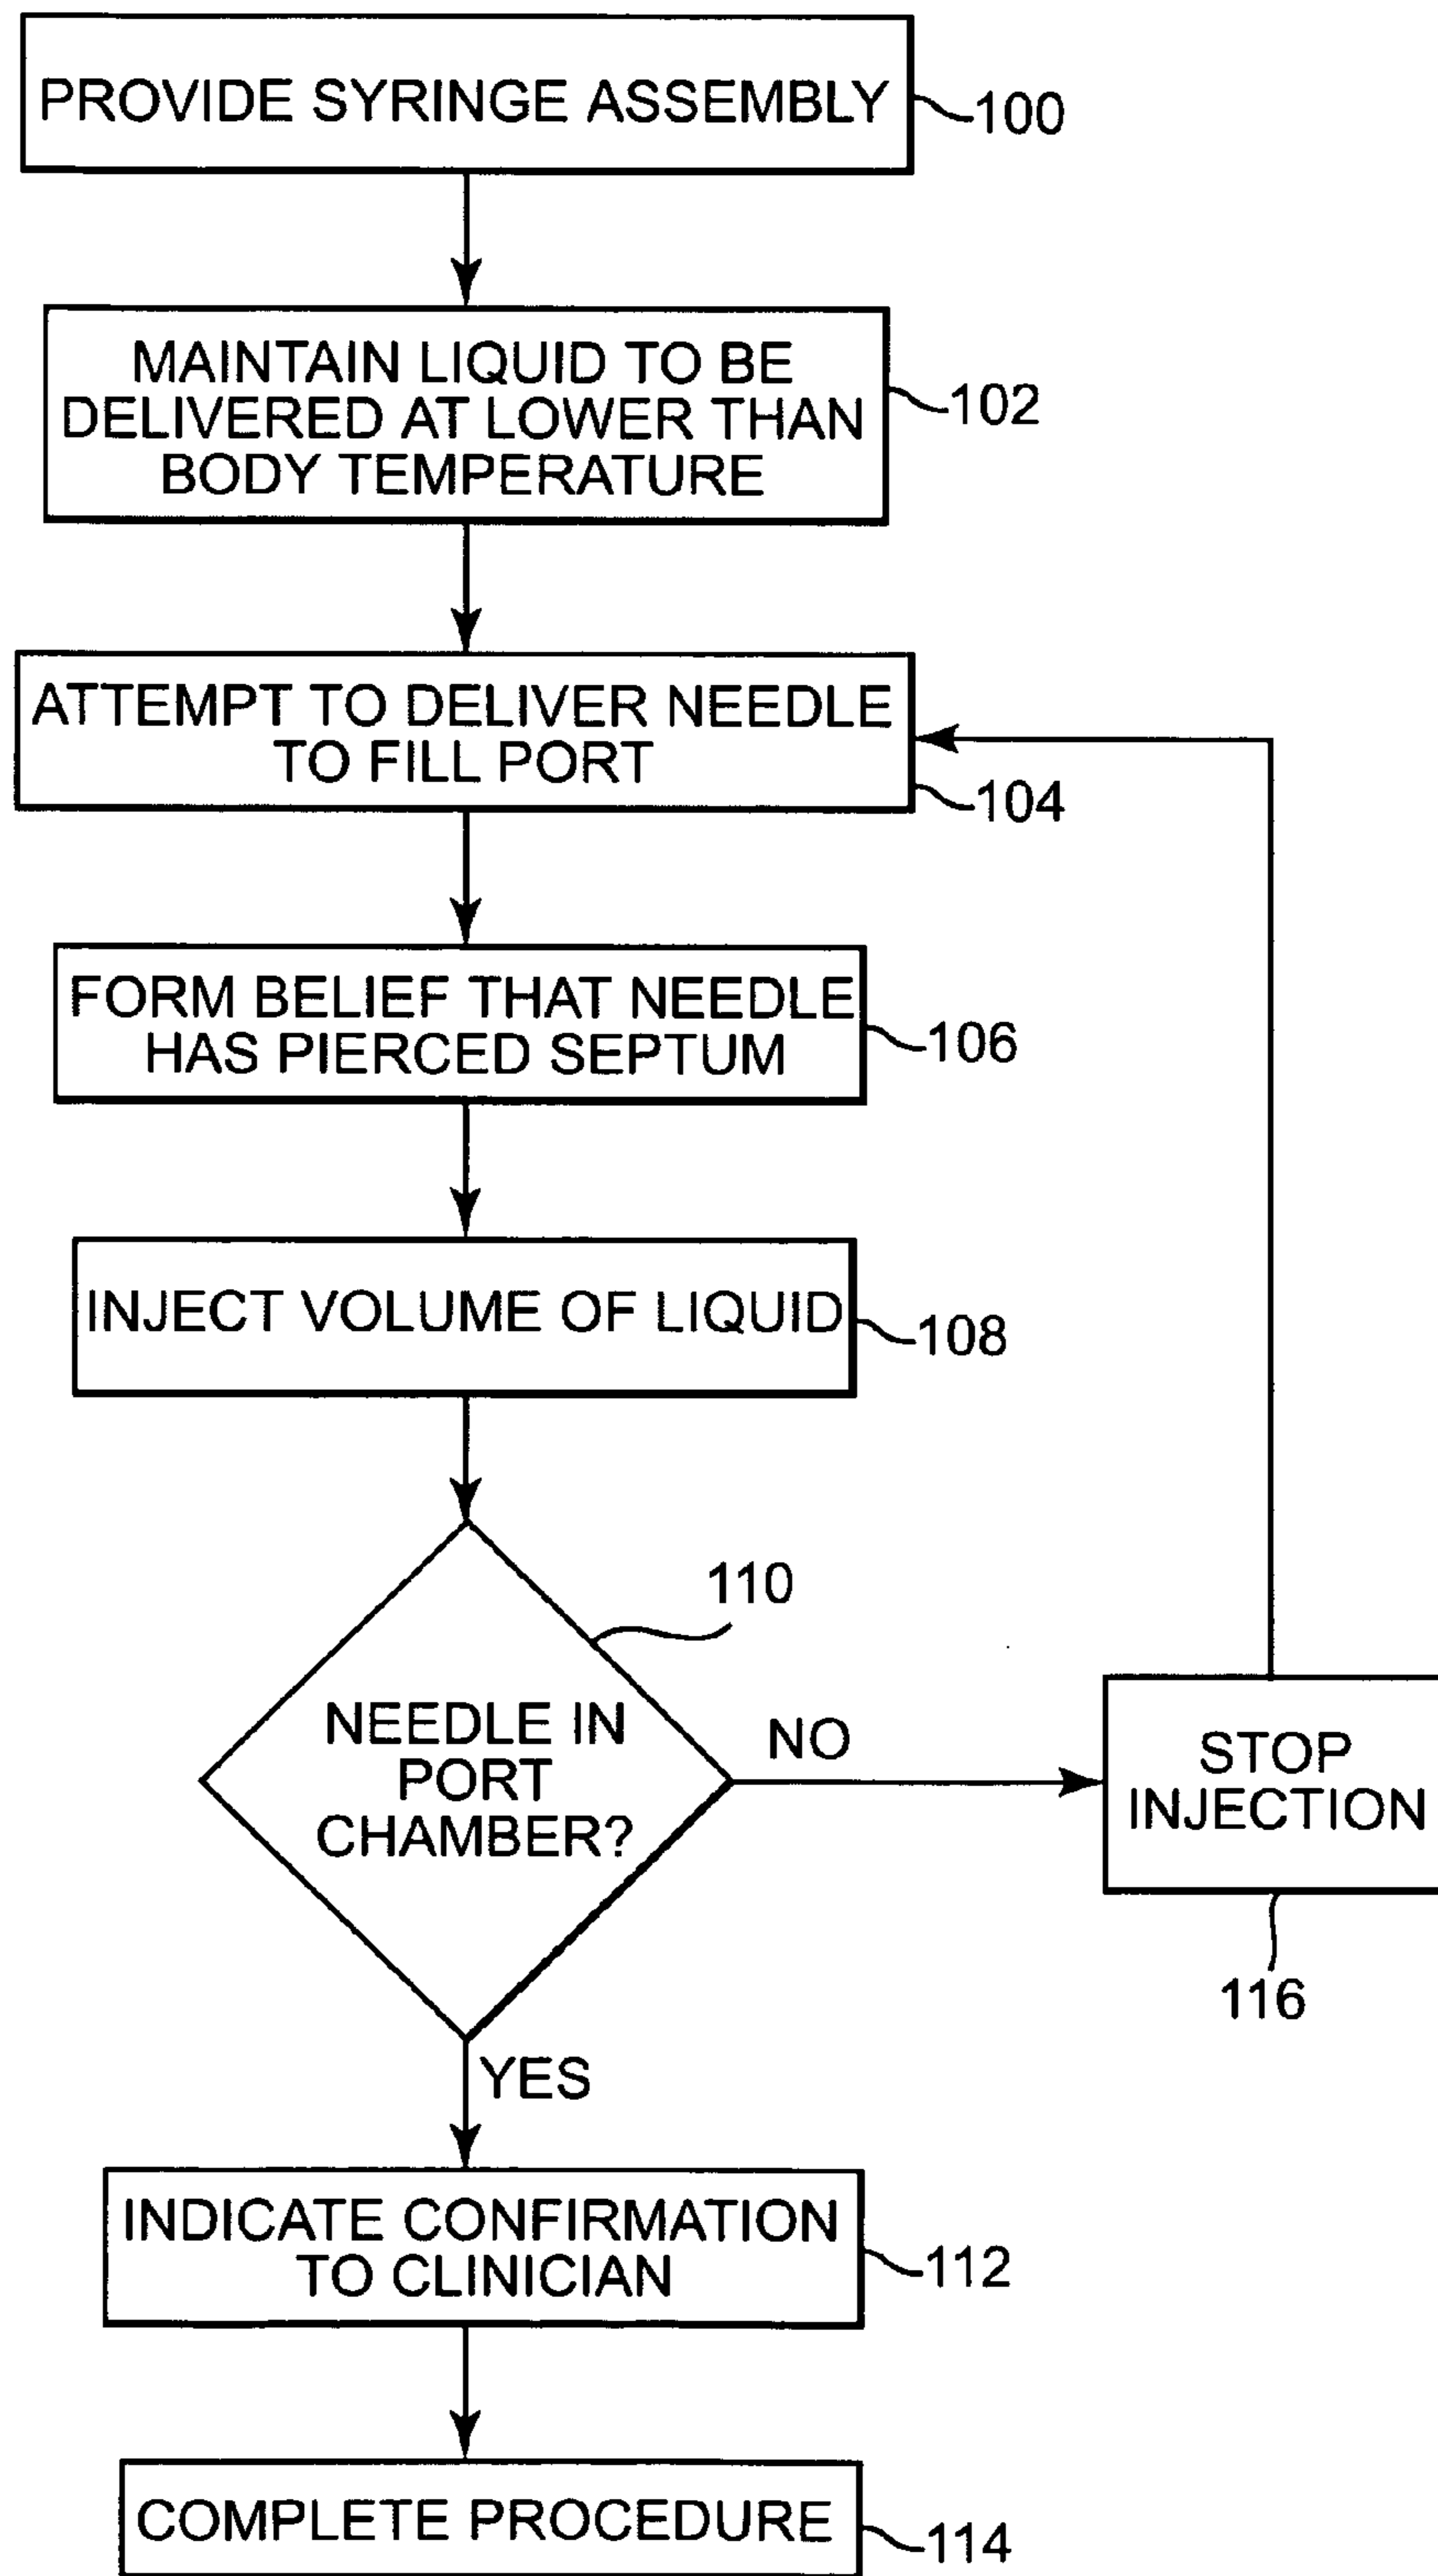 PROVIDE SYRINGE ASSEMBLY
100
MAINTAIN LIQUID TO BE
DELIVERED AT LOWER THAN
BODY TEMPERATURE
102
ATTEMPT TO DELIVER NEEDLE
TO FILL PORT
104
FORM BELIEF THAT NEEDLE
HAS PIERCED SEPTUM
106
INJECT VOLUME OF LIQUID
108
110
NEEDLE IN
PORT
CHAMBER?
NO
STOP
INJECTION
116
YES
INDICATE CONFIRMATION
TO CLINICIAN
112
COMPLETE PROCEDURE
114